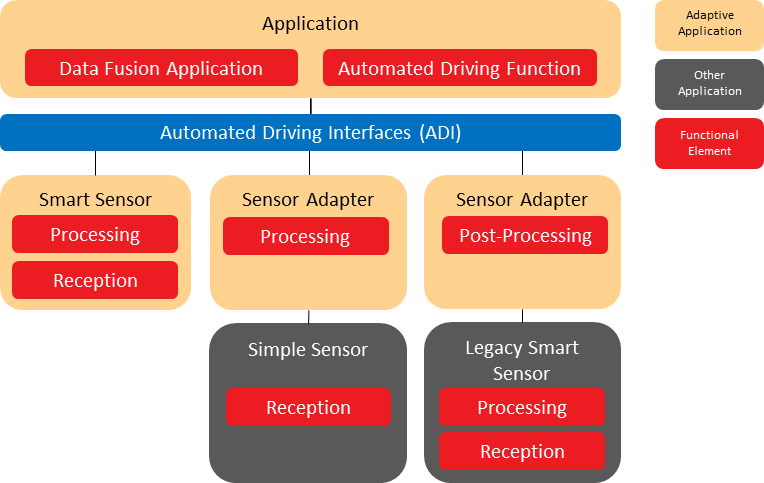 Application
Data Fusion Application
Automated Driving Function
Automated Driving Interfaces (ADI)
Smart Sensor
Processing
Reception
Sensor Adapter
Processing
Sensor Adapter
Post-Processing
Simple Sensor
Reception
Legacy Smart
Sensor
Processing
Reception
Adaptive
Application
Other
Application
Functional
Element